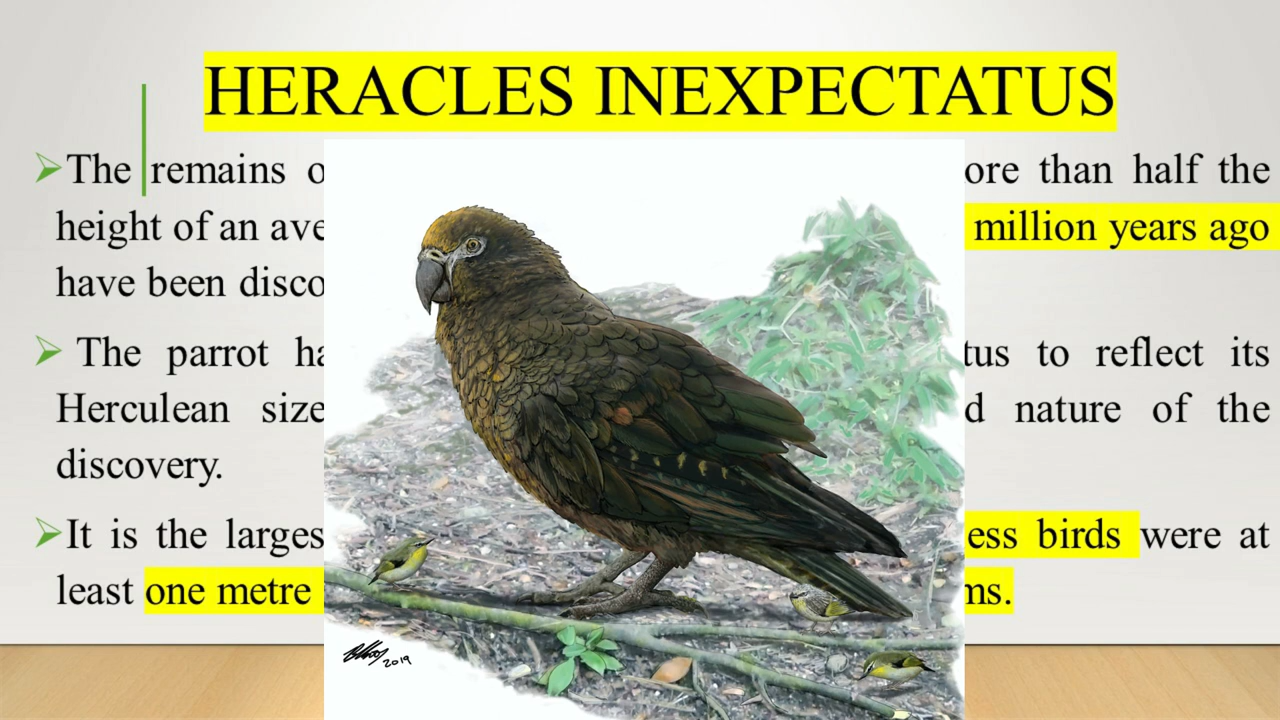 HERACLES INEXPECTATUS
The remains o ore than half the
height of an ave million years ago
have been disco
The parrot ha tus to reflect its
Herculean size d nature of the
discovery.
It is the larges ess birds were at
least one metre ms.
2019